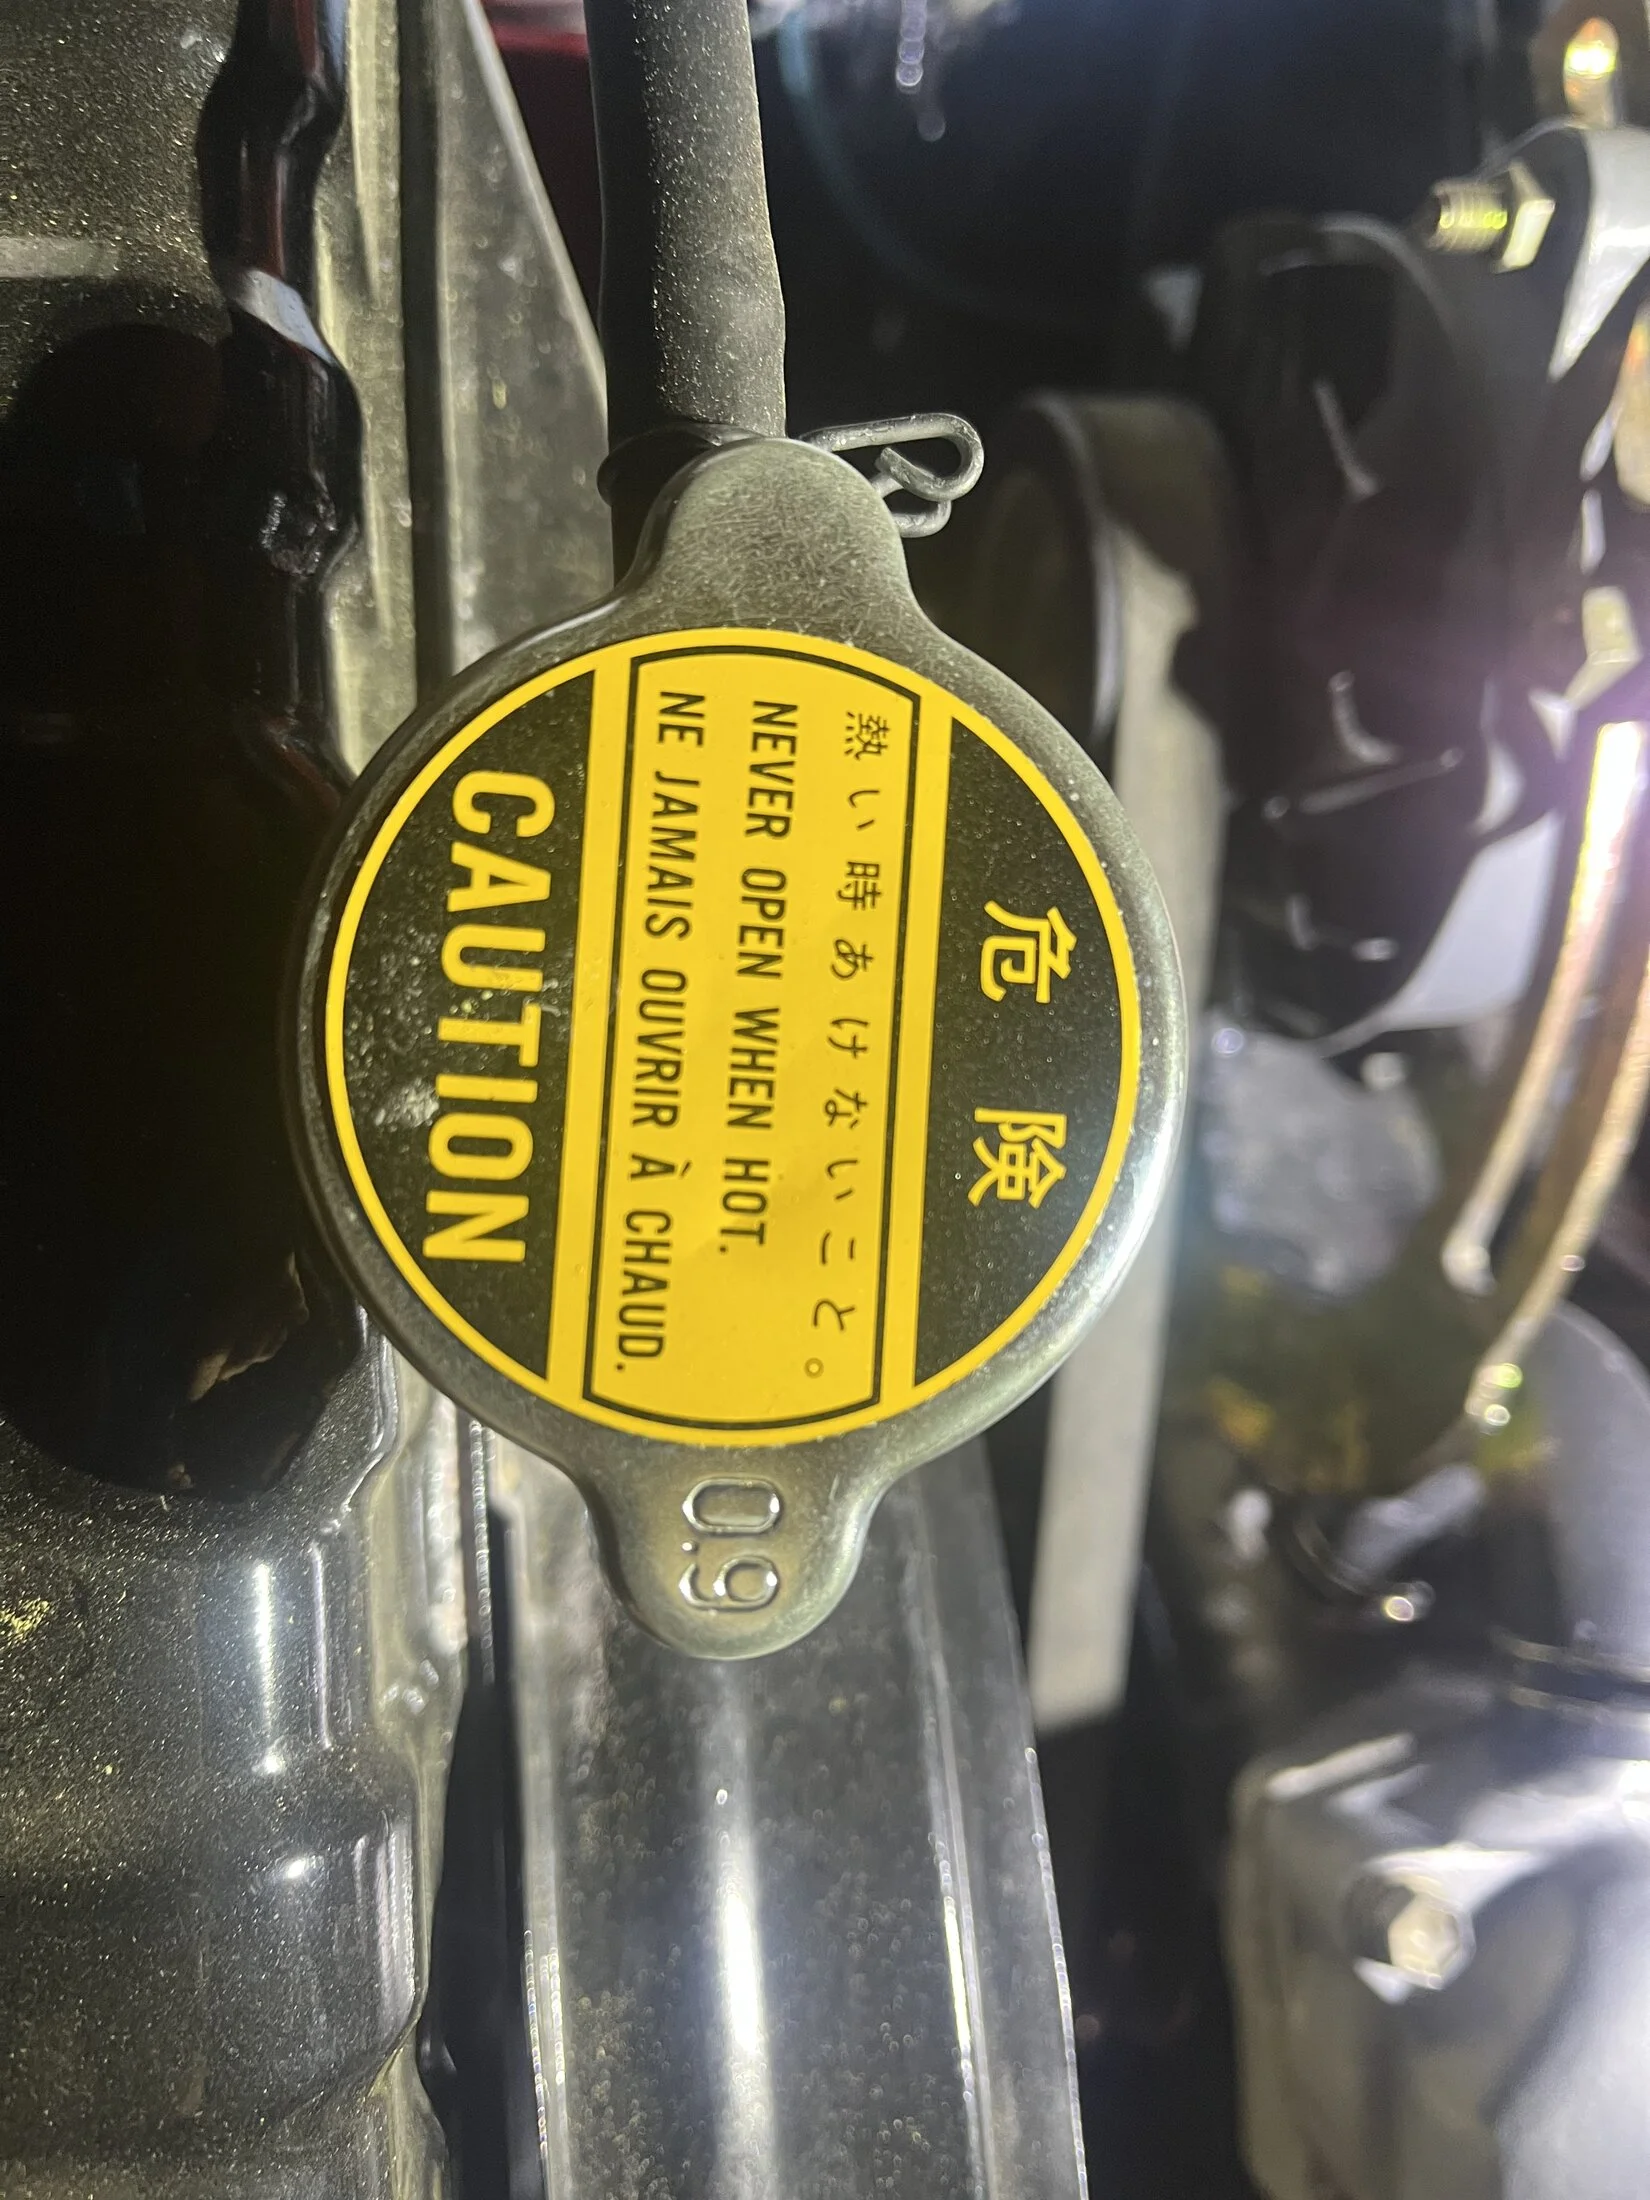 危険
熱い時あけないこと。
NEVER OPEN WHEN HOT.
NE JAMAIS OUVRIR À CHAUD.
CAUTION
0.9